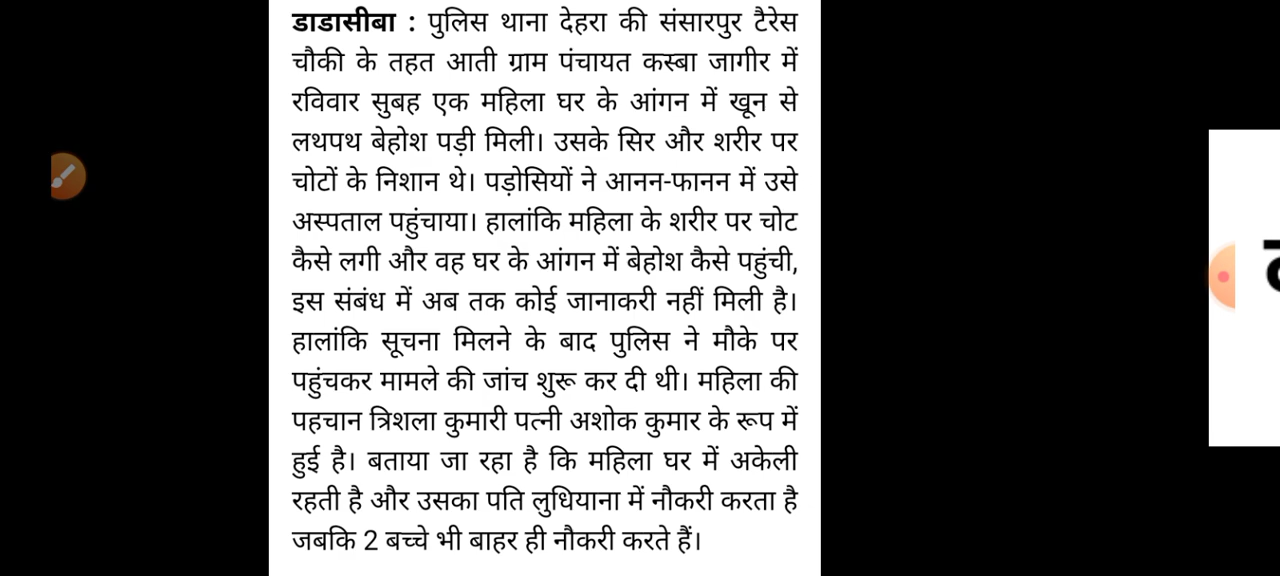 डाडासीबा : पुलिस थाना देहरा की संसारपुर टैरेस
चौकी के तहत आती ग्राम पंचायत कस्बा जागीर में
रविवार सुबह एक महिला घर के आंगन में खून से
लथपथ बेहोश पड़ी मिली। उसके सिर और शरीर पर
चोटों के निशान थे। पड़ोसियों ने आनन-फानन में उसे
अस्पताल पहुंचाया। हालांकि महिला के शरीर पर चोट
कैसे लगी और वह घर के आंगन में बेहोश कैसे पहुंची,
इस संबंध में अब तक कोई जानाकरी नहीं मिली है।
हालांकि सूचना मिलने के बाद पुलिस ने मौके पर
पहुंचकर मामले की जांच शुरू कर दी थी। महिला की
पहचान त्रिशला कुमारी पत्नी अशोक कुमार के रूप में
हुई है। बताया जा रहा है कि महिला घर में अकेली
रहती है और उसका पति लुधियाना में नौकरी करता है
जबकि 2 बच्चे भी बाहर ही नौकरी करते हैं।